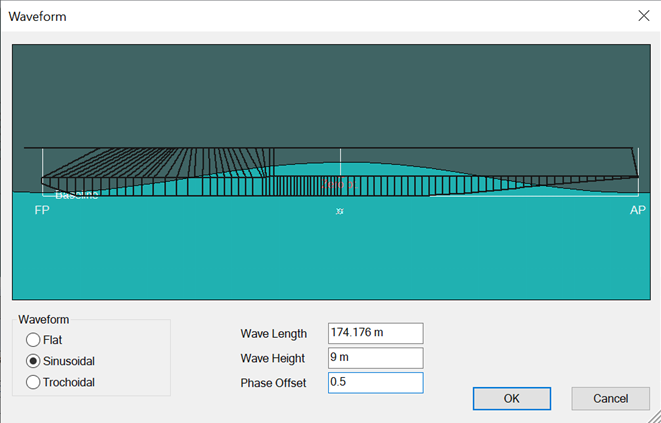 Waveform
Baseline
FP
AP
Waveform
Flat
Sinusoidal
Trochoidal
Wave Length 174.176 m
Wave Height 9 m
Phase Offset 0.5
OK Cancel